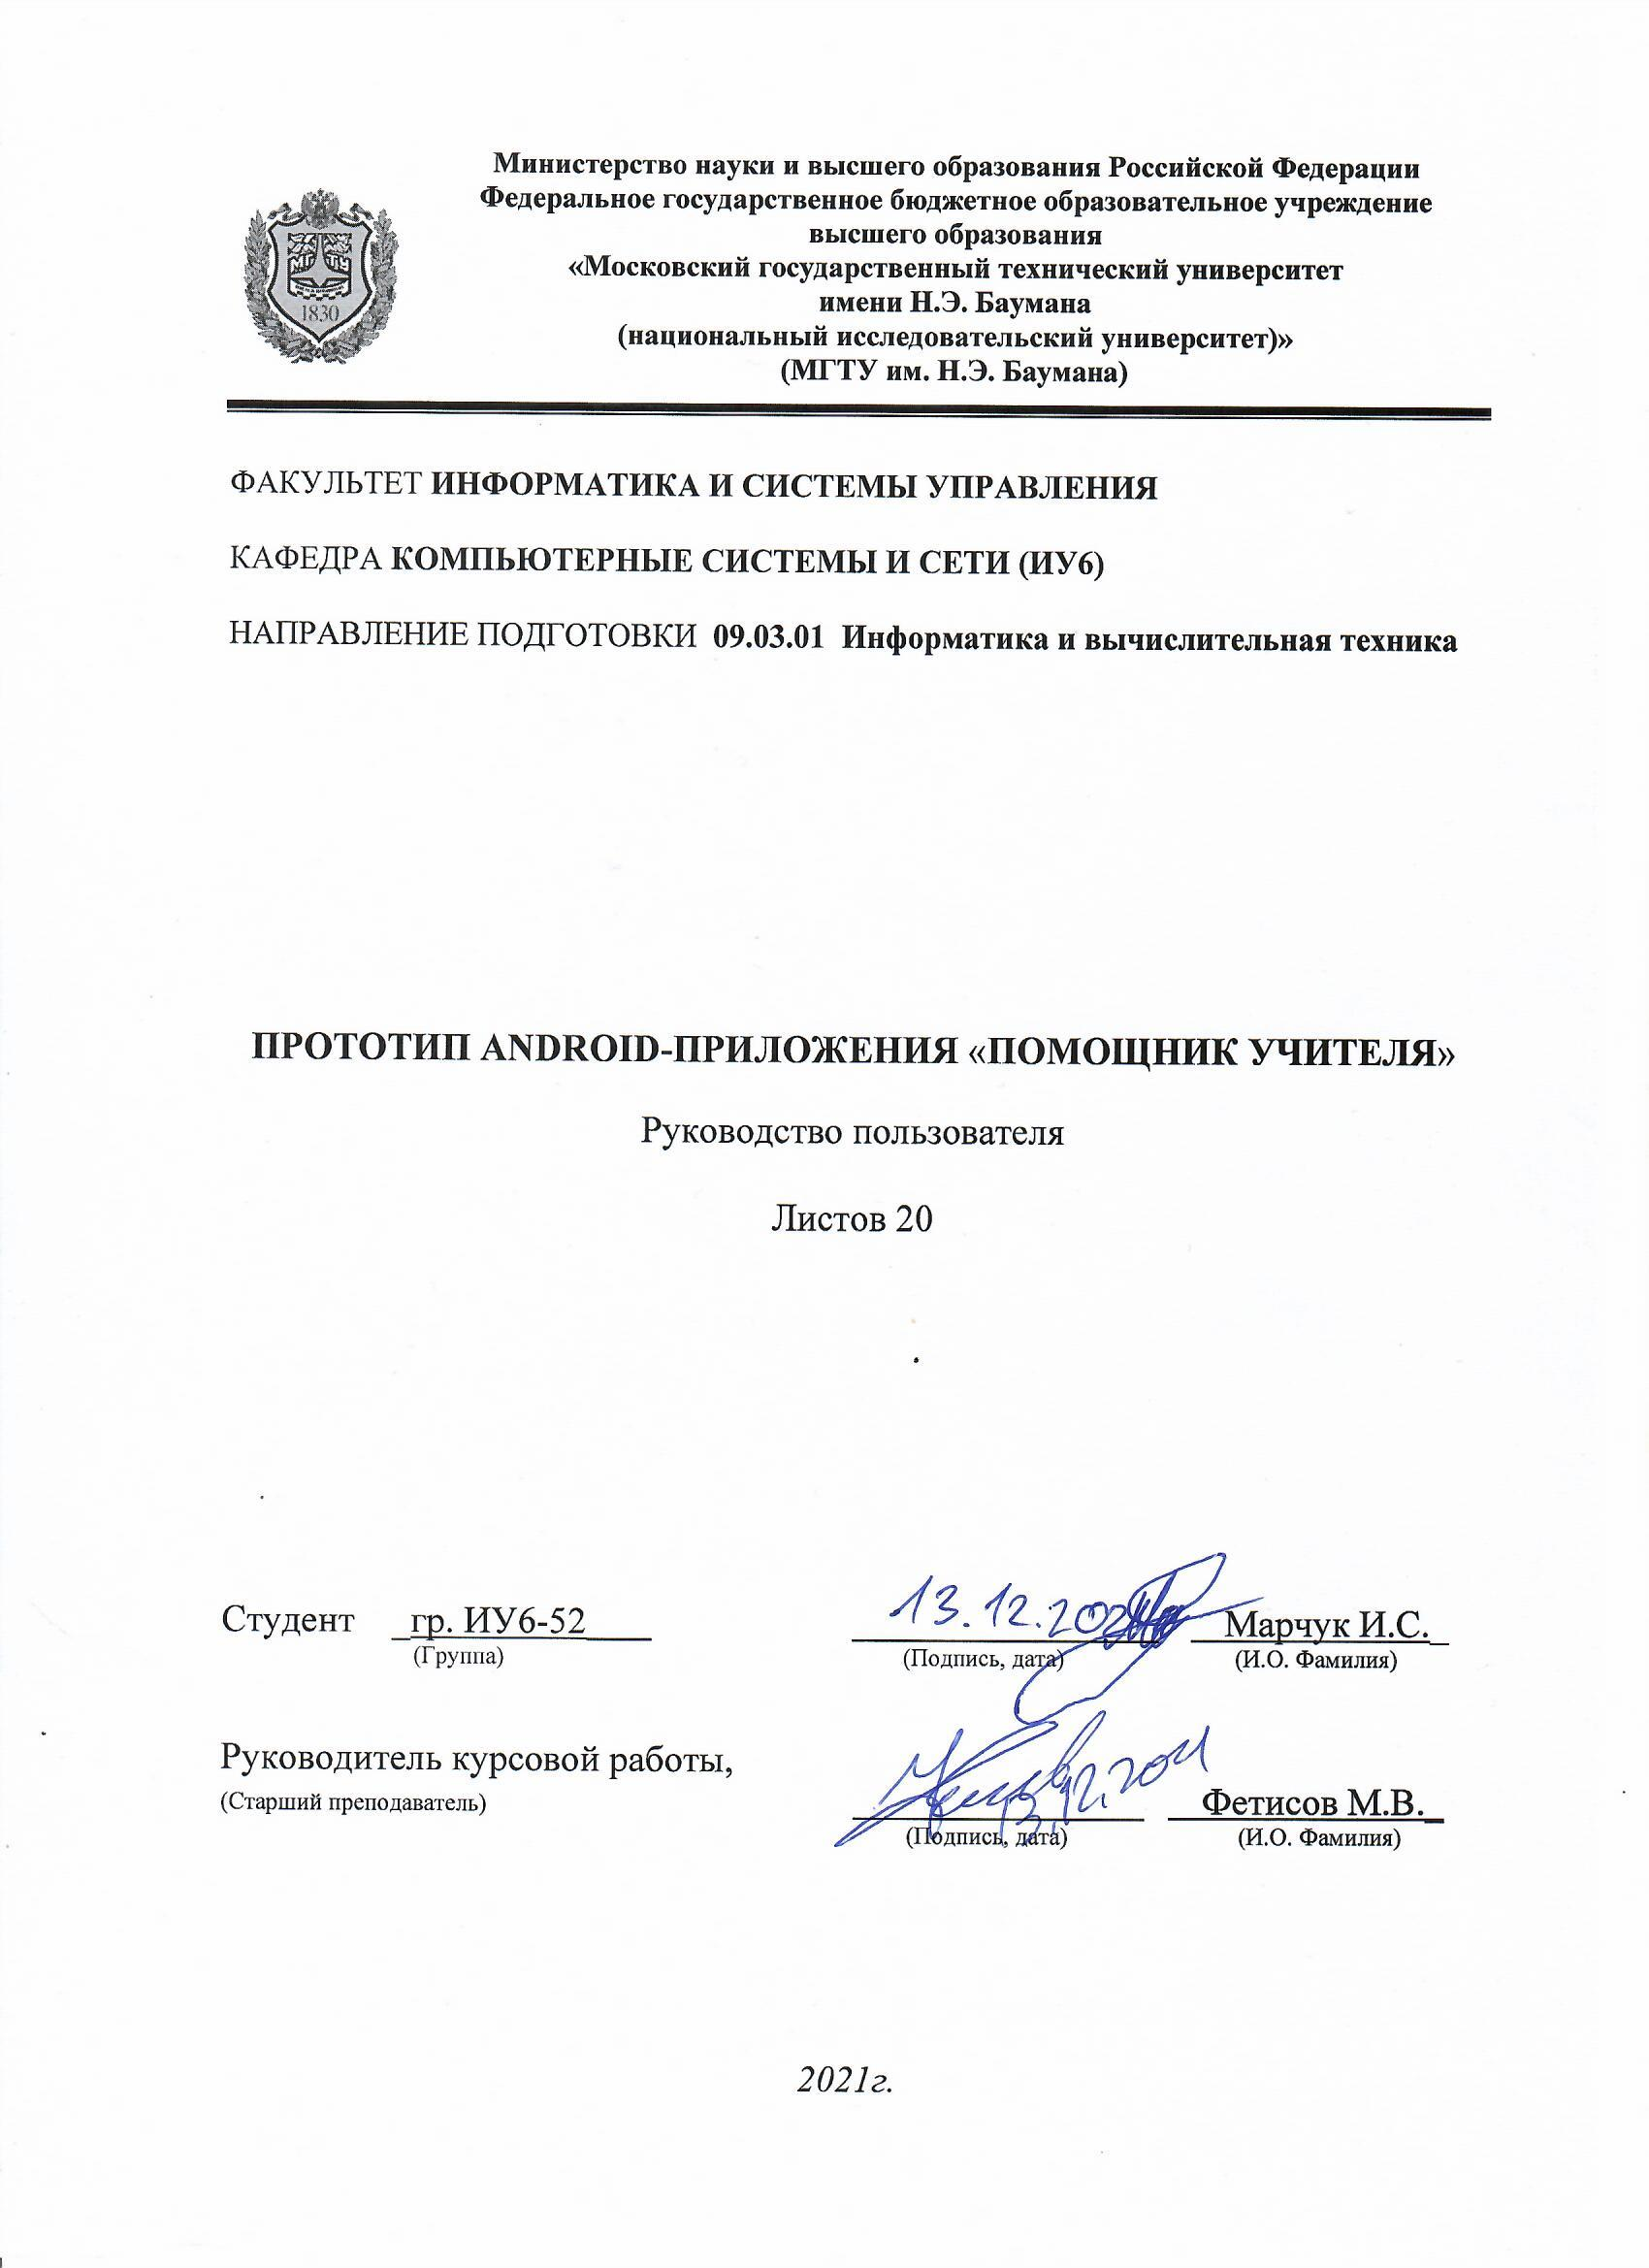 Министерство науки и высшего образования Российской Федерации
Федеральное государственное бюджетное образовательное учреждение
высшего образования
«Московский государственный технический университет
имени Н.Э. Баумана
(национальный исследовательский университет)»
(МГТУ им. Н.Э. Баумана)
МГТУ
1830
ФАКУЛЬТЕТ ИНФОРМАТИКА И СИСТЕМЫ УПРАВЛЕНИЯ
КАФЕДРА КОМПЬЮТЕРНЫЕ СИСТЕМЫ И СЕТИ (ИУ6)
НАПРАВЛЕНИЕ ПОДГОТОВКИ 09.03.01 Информатика и вычислительная техника
ПРОТОТИП ANDROID-ПРИЛОЖЕНИЯ «ПОМОЩНИК УЧИТЕЛЯ»
Руководство пользователя
Листов 20
Студент гр. ИУ6-52 13.12.2021 Марчук И.С.
(Группа) (Подпись, дата) (И.О. Фамилия)
Руководитель курсовой работы,
(Старший преподаватель) 13.12.2021 Фетисов М.В.
(Подпись, дата) (И.О. Фамилия)
2021г.